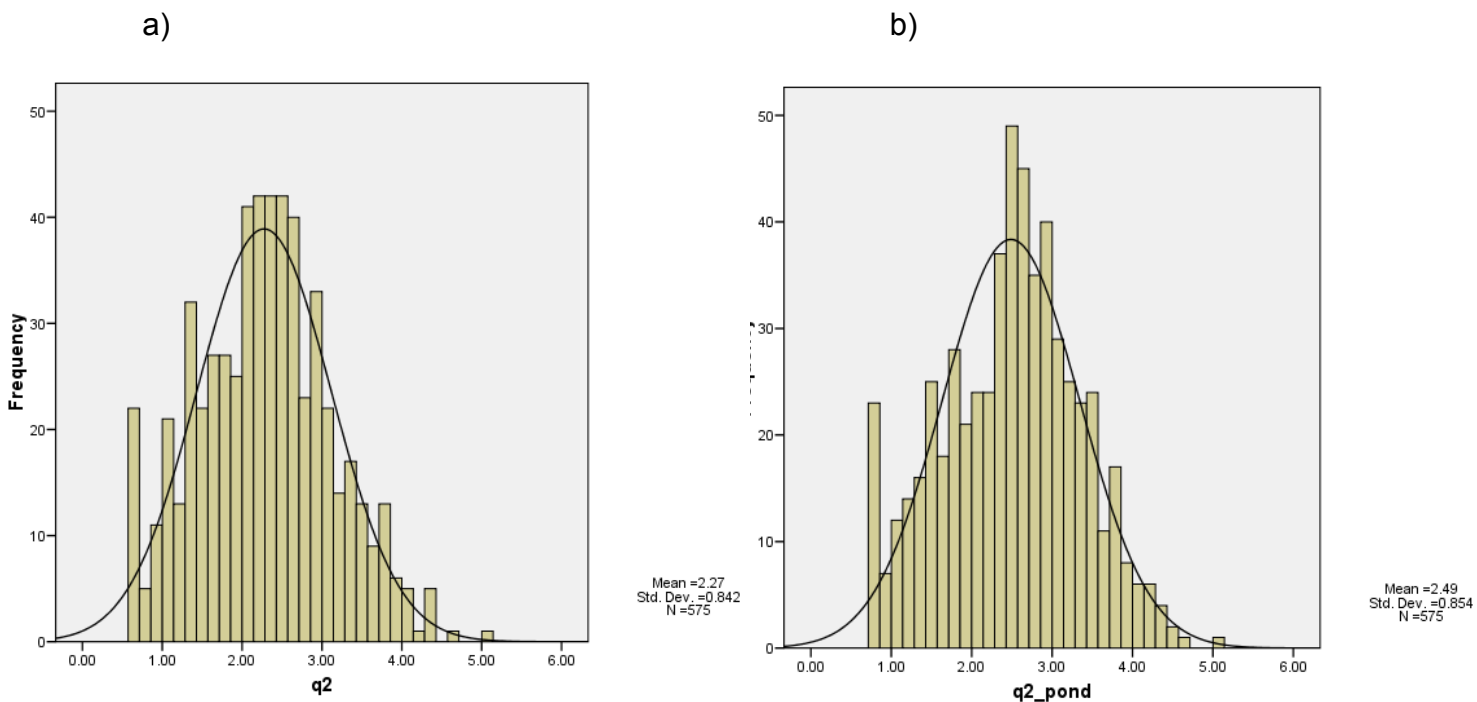 a)
b)
50
40
30
20
10
0
Frequency
0.00 1.00 2.00 3.00 4.00 5.00 6.00
q2
Mean =2.27
Std. Dev. =0.842
N =575
50
40
30
20
10
0
0.00 1.00 2.00 3.00 4.00 5.00 6.00
q2_pond
Mean =2.49
Std. Dev. =0.854
N =575